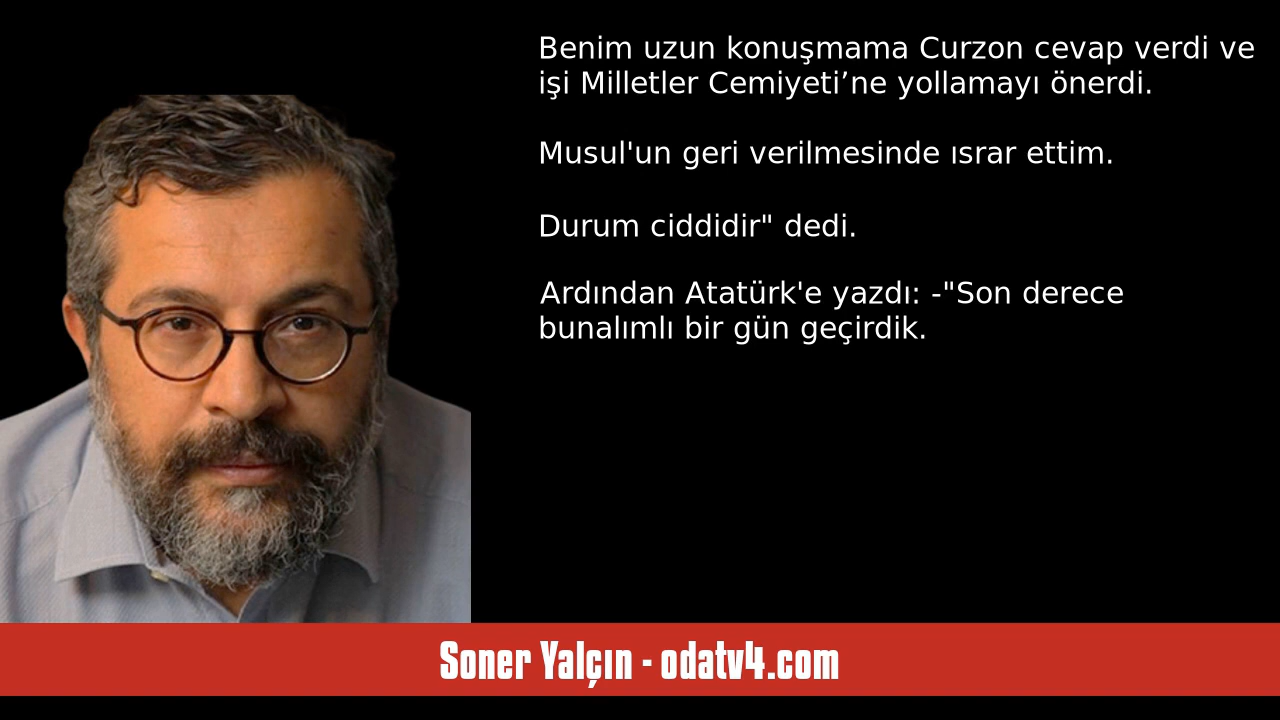 Benim uzun konuşmama Curzon cevap verdi ve
işi Milletler Cemiyeti’ne yollamayı önerdi.
Musul'un geri verilmesinde ısrar ettim.
Durum ciddidir" dedi.
Ardından Atatürk'e yazdı: -"Son derece
bunalımlı bir gün geçirdik.
Soner Yalçın - odatv4.com